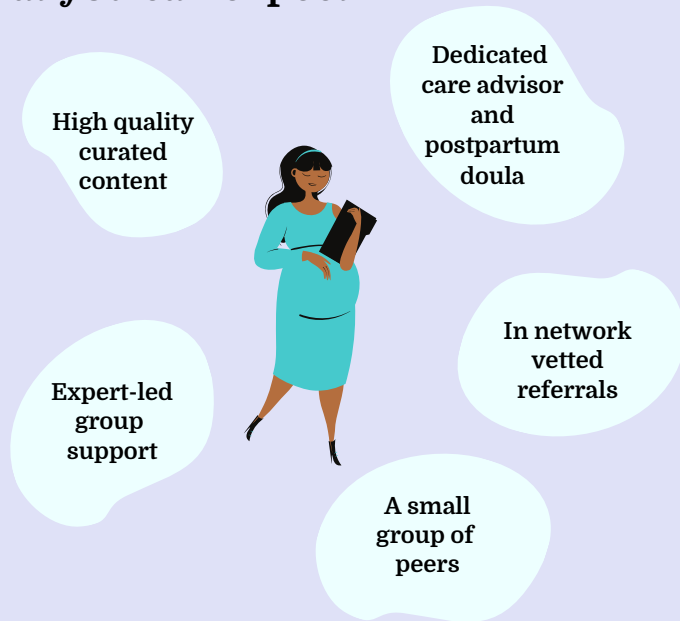 High quality
curated
content
Dedicated
care advisor
and
postpartum
doula
In network
vetted
referrals
Expert-led
group
support
A small
group of
peers